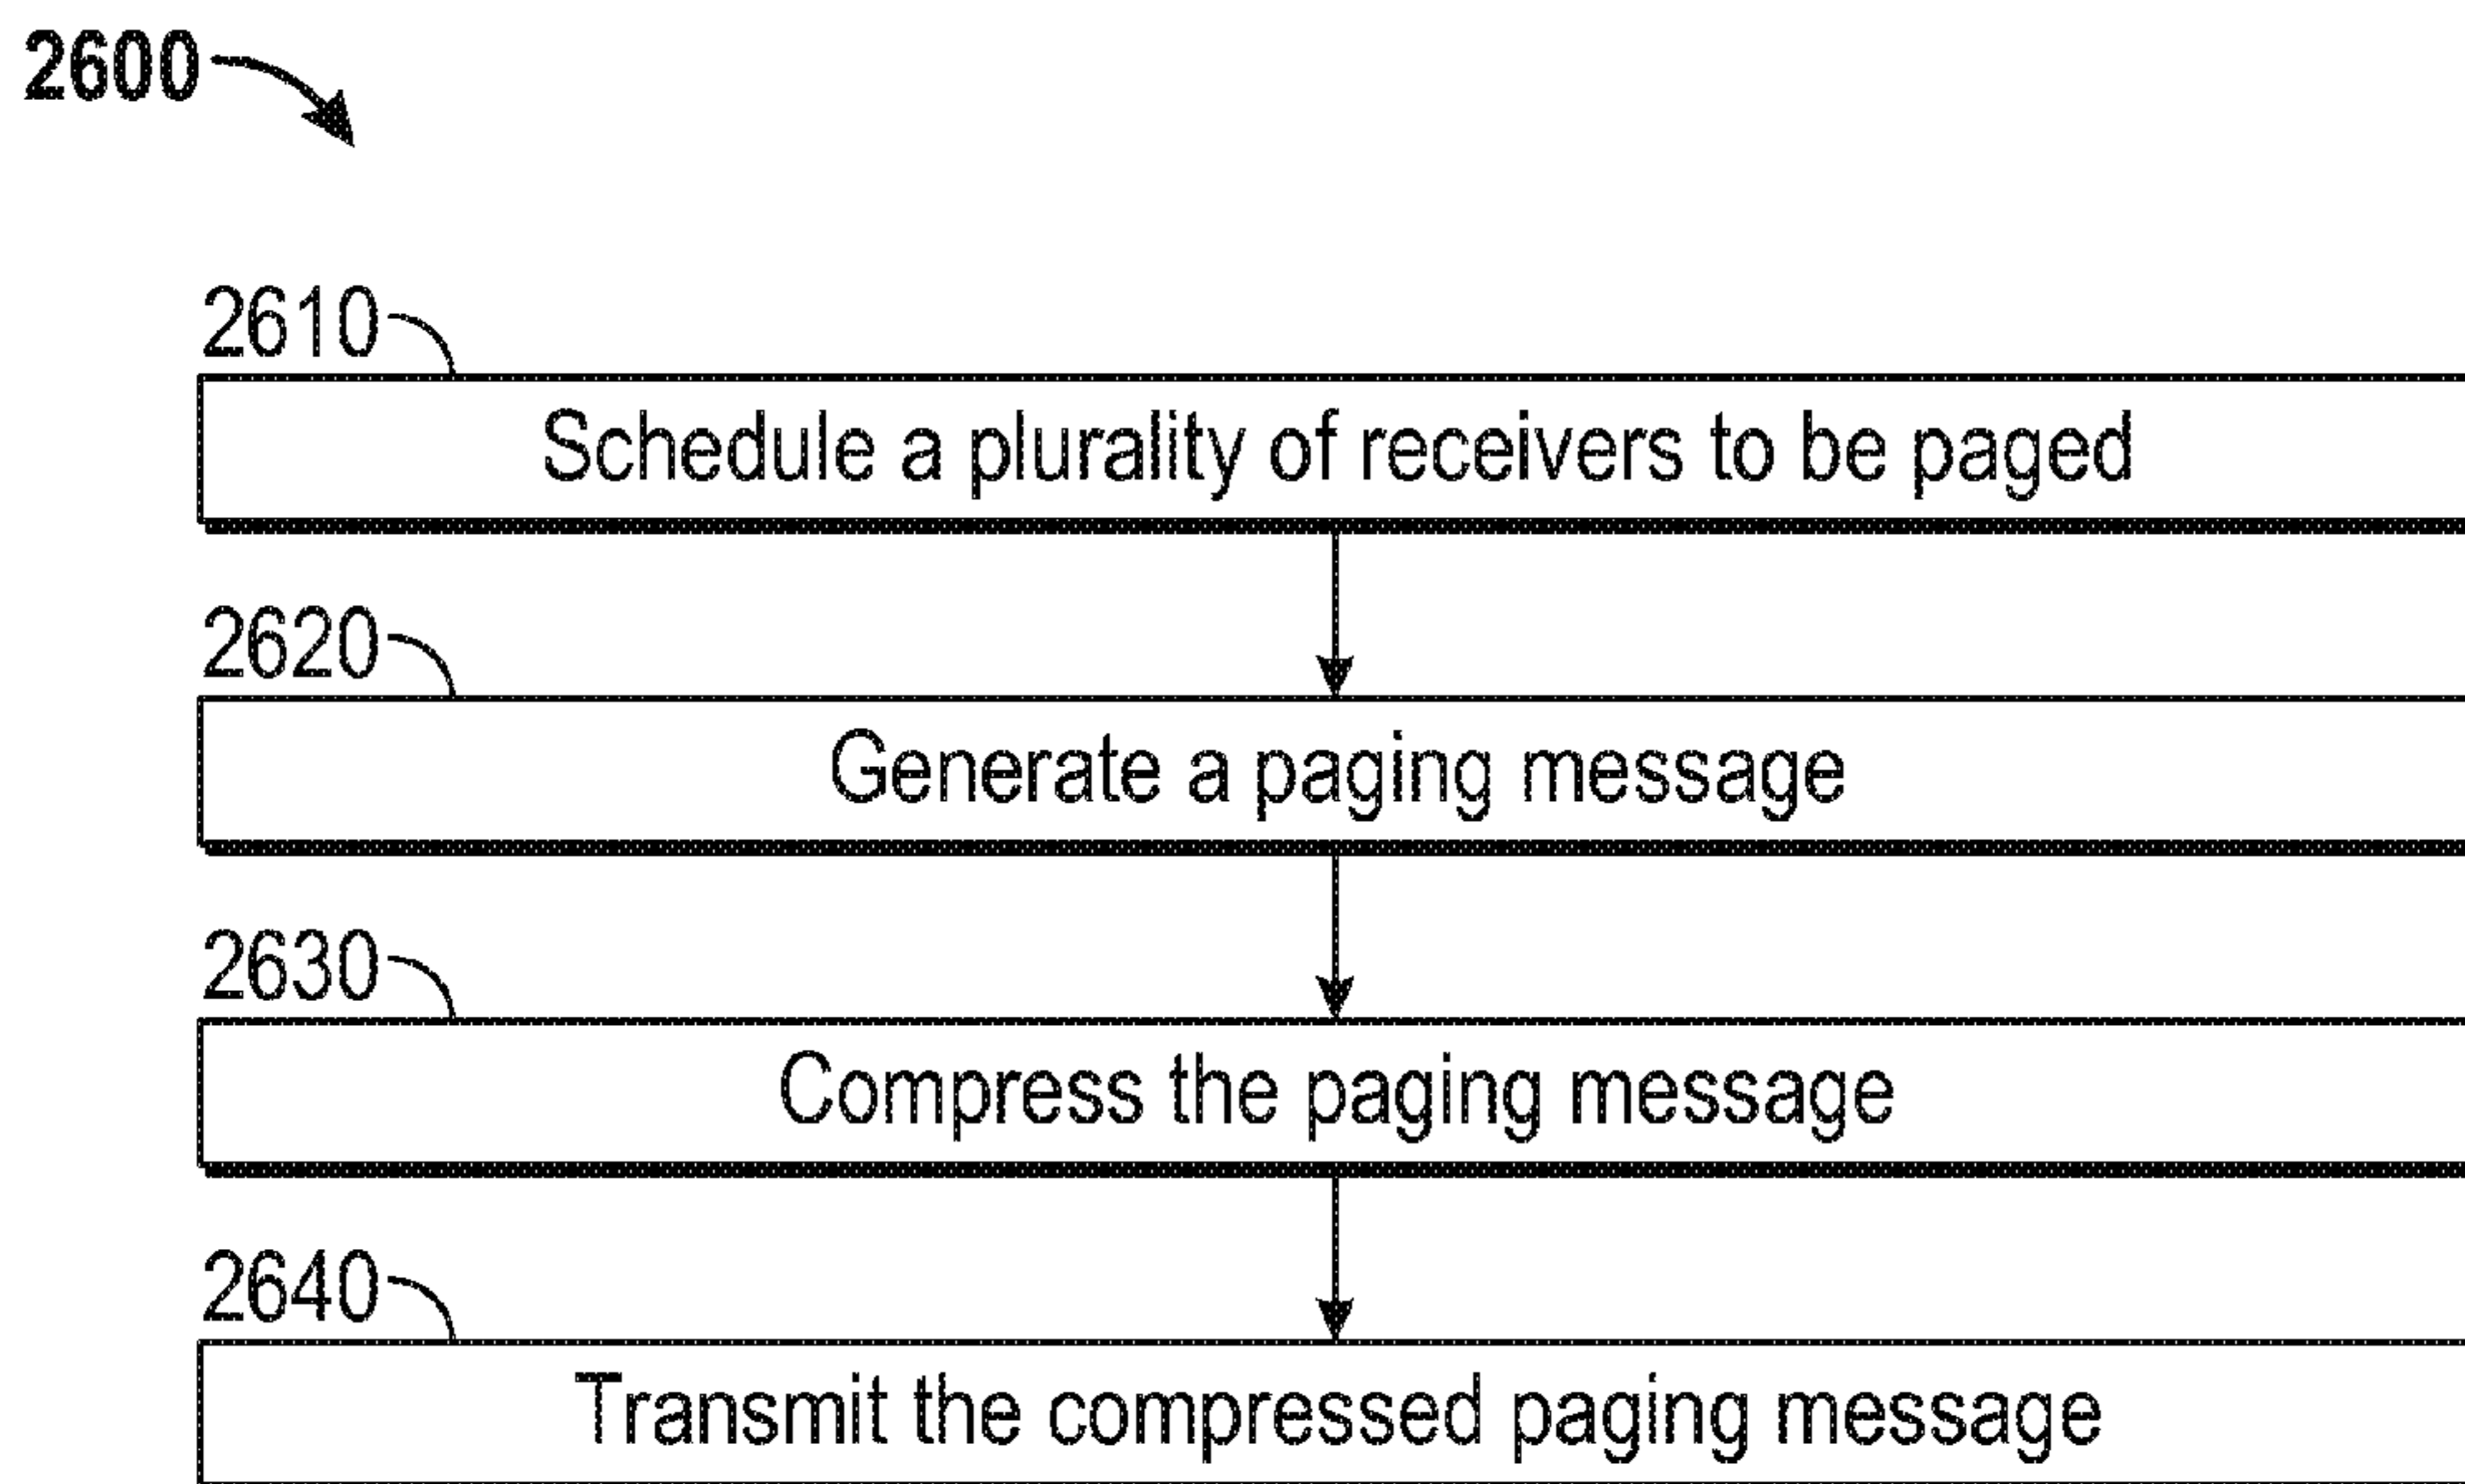 2600
2610
Schedule a plurality of receivers to be paged
2620
Generate a paging message
2630
Compress the paging message
2640
Transmit the compressed paging message